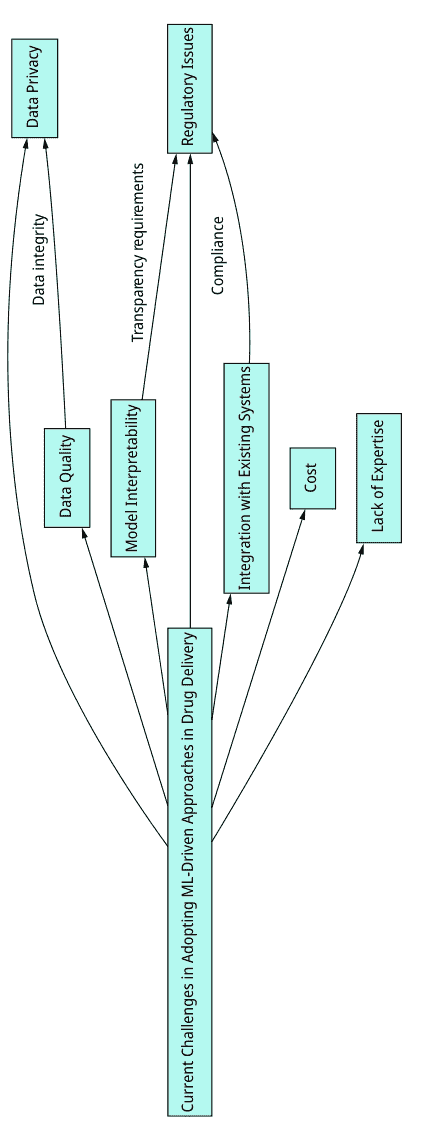 Current Challenges in Adopting ML-Driven Approaches in Drug Delivery
Data Quality
Model Interpretability
Integration with Existing Systems
Cost
Lack of Expertise
Data integrity
Transparency requirements
Compliance
Data Privacy
Regulatory Issues